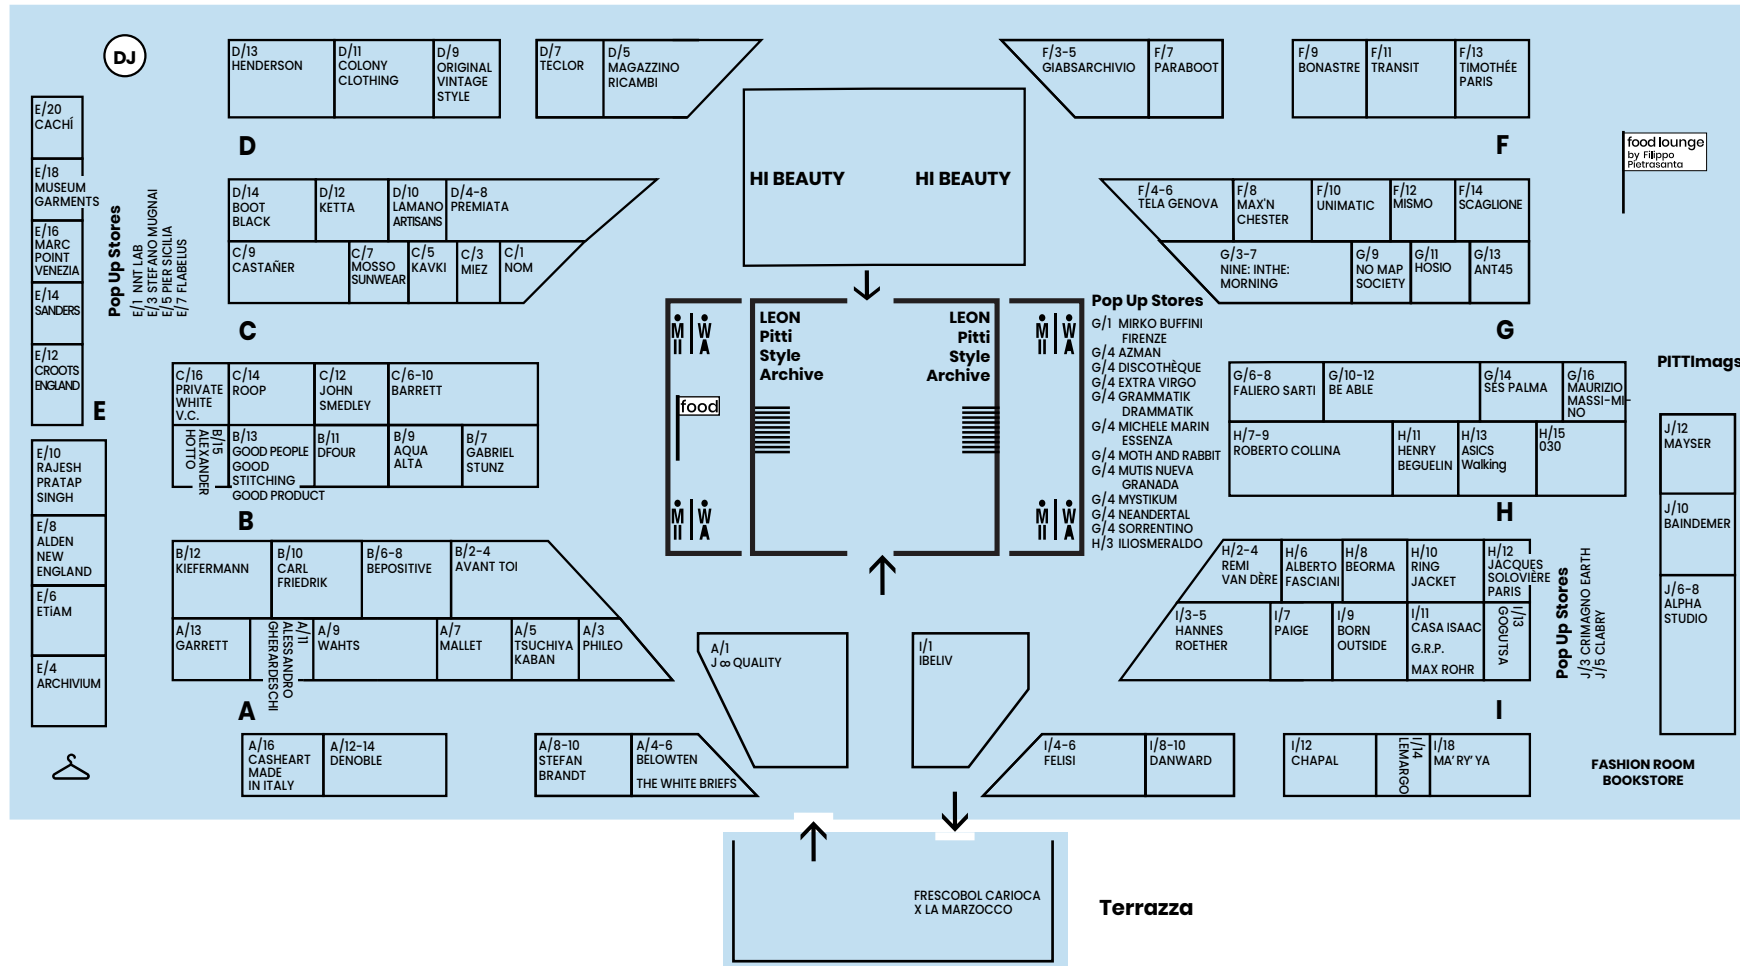 DJ
D/13
HENDERSON
D/11
COLONY
CLOTHING
D/9
ORIGINAL
VINTAGE
STYLE
D/7
TECLOR
D/5
MAGAZZINO
RICAMBI
F/3-5
GIABSARCHIVIO
F/7
PARABOOT
F/9
BONASTRE
F/11
TRANSIT
F/13
TIMOTHÉE
PARIS
E/20
CACHÍ
E/18
MUSEUM
GARMENTS
E/16
MARC
POINT
VENEZIA
E/14
SANDERS
E/12
CROOTS
ENGLAND
Pop Up Stores
E/1 NNT LAB
E/3 STEFANO MUGNAI
E/5 PIER SICILIA
E/7 FLABELUS
D
HI BEAUTY
HI BEAUTY
F
food lounge
by Filippo
Pietrasanta
D/14
BOOT
BLACK
D/12
KETTA
D/10
LAMANO
ARTISANS
D/4-8
PREMIATA
C/9
CASTAÑER
C/7
MOSSO
SUNWEAR
C/5
KAVKI
C/3
MIEZ
C/1
NOM
F/4-6
TELA GENOVA
F/8
MAX'N
CHESTER
F/10
UNIMATIC
F/12
MISMO
F/14
SCAGLIONE
G/3-7
NINE: INTHE:
MORNING
G/9
NO MAP
SOCIETY
G/11
HOSIO
G/13
ANT45
C
M
W
LEON
Pitti
Style
Archive
LEON
Pitti
Style
Archive
M
W
food
M
W
M
W
Pop Up Stores
G/1 MIRKO BUFFINI
FIRENZE
G/4 AZMAN
G/4 DISCOTHÈQUE
G/4 EXTRA VIRGO
G/4 GRAMMATIK
DRAMMATIK
G/4 MICHELE MARIN
ESSENZA
G/4 MOTH AND RABBIT
G/4 MUTIS NUEVA
GRANADA
G/4 MYSTIKUM
G/4 NEANDERTAL
G/4 SORRENTINO
H/3 ILIOSMERALDO
G
PITTImags
E
C/16
PRIVATE
WHITE
V.C.
C/14
ROOP
C/12
JOHN
SMEDLEY
C/6-10
BARRETT
B/15
ALEXANDER
HOTTO
B/13
GOOD PEOPLE
GOOD
STITCHING
GOOD PRODUCT
B/11
DFOUR
B/9
AQUA
ALTA
B/7
GABRIEL
STUNZ
G/6-8
FALIERO SARTI
G/10-12
BE ABLE
G/14
SES PALMA
G/16
MAURIZIO
MASSI-MI-
NO
H/7-9
ROBERTO COLLINA
H/11
HENRY
BEGUELIN
H/13
ASICS
Walking
H/15
030
J/12
MAYSER
J/10
BAINDEMER
J/6-8
ALPHA
STUDIO
E/10
RAJESH
PRATAP
SINGH
E/8
ALDEN
NEW
ENGLAND
E/6
ETiAM
E/4
ARCHIVIUM
B
H
B/12
KIEFERMANN
B/10
CARL
FRIEDRIK
B/6-8
BEPOSITIVE
B/2-4
AVANT TOI
A/13
GARRETT
A/11
ALESSANDRO
GHERARDESCHI
A/9
WAHTS
A/7
MALLET
A/5
TSUCHIYA
KABAN
A/3
PHILEO
A/1
J∞QUALITY
I/1
IBELIV
H/2-4
REMI
VAN DÈRE
H/6
ALBERTO
FASCIANI
H/8
BEORMA
H/10
RING
JACKET
H/12
JACQUES
SOLOVIÈRE
PARIS
I/3-5
HANNES
ROETHER
I/7
PAIGE
I/9
BORN
OUTSIDE
I/11
CASA ISAAC
G.R.P.
MAX ROHR
I/13
GOGUTSA
Pop Up Stores
J/3 CRIMAGNO EARTH
J/5 CLABRY
A
I
A/16
CASHEART
MADE
IN ITALY
A/12-14
DENOBLE
A/8-10
STEFAN
BRANDT
A/4-6
BELOWTEN
THE WHITE BRIEFS
I/4-6
FELISI
I/8-10
DANWARD
I/12
CHAPAL
I/14
LEMARGO
I/18
MA'RY'YA
FASHION ROOM
BOOKSTORE
FRESCOBOL CARIOCA
X LA MARZOCCO
Terrazza